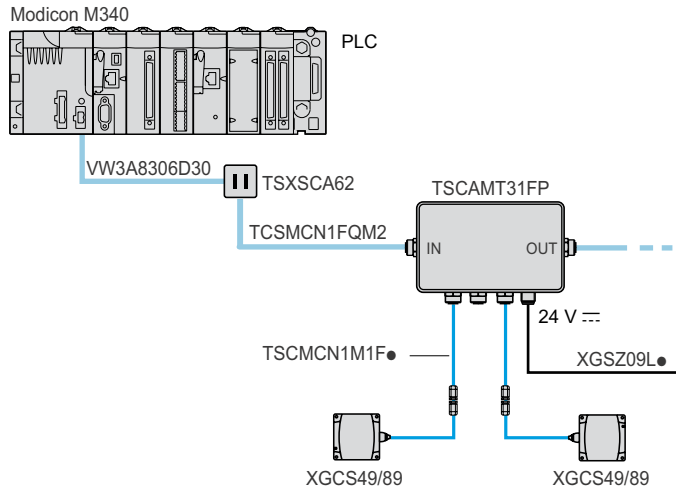 Modicon M340
PLC
VW3A8306D30
TSXSCA62
TSCAMT31FP
TCSMCN1FQM2
IN
OUT
24 V
TSCMCN1M1F●
XGSZ09L●
XGCS49/89
XGCS49/89